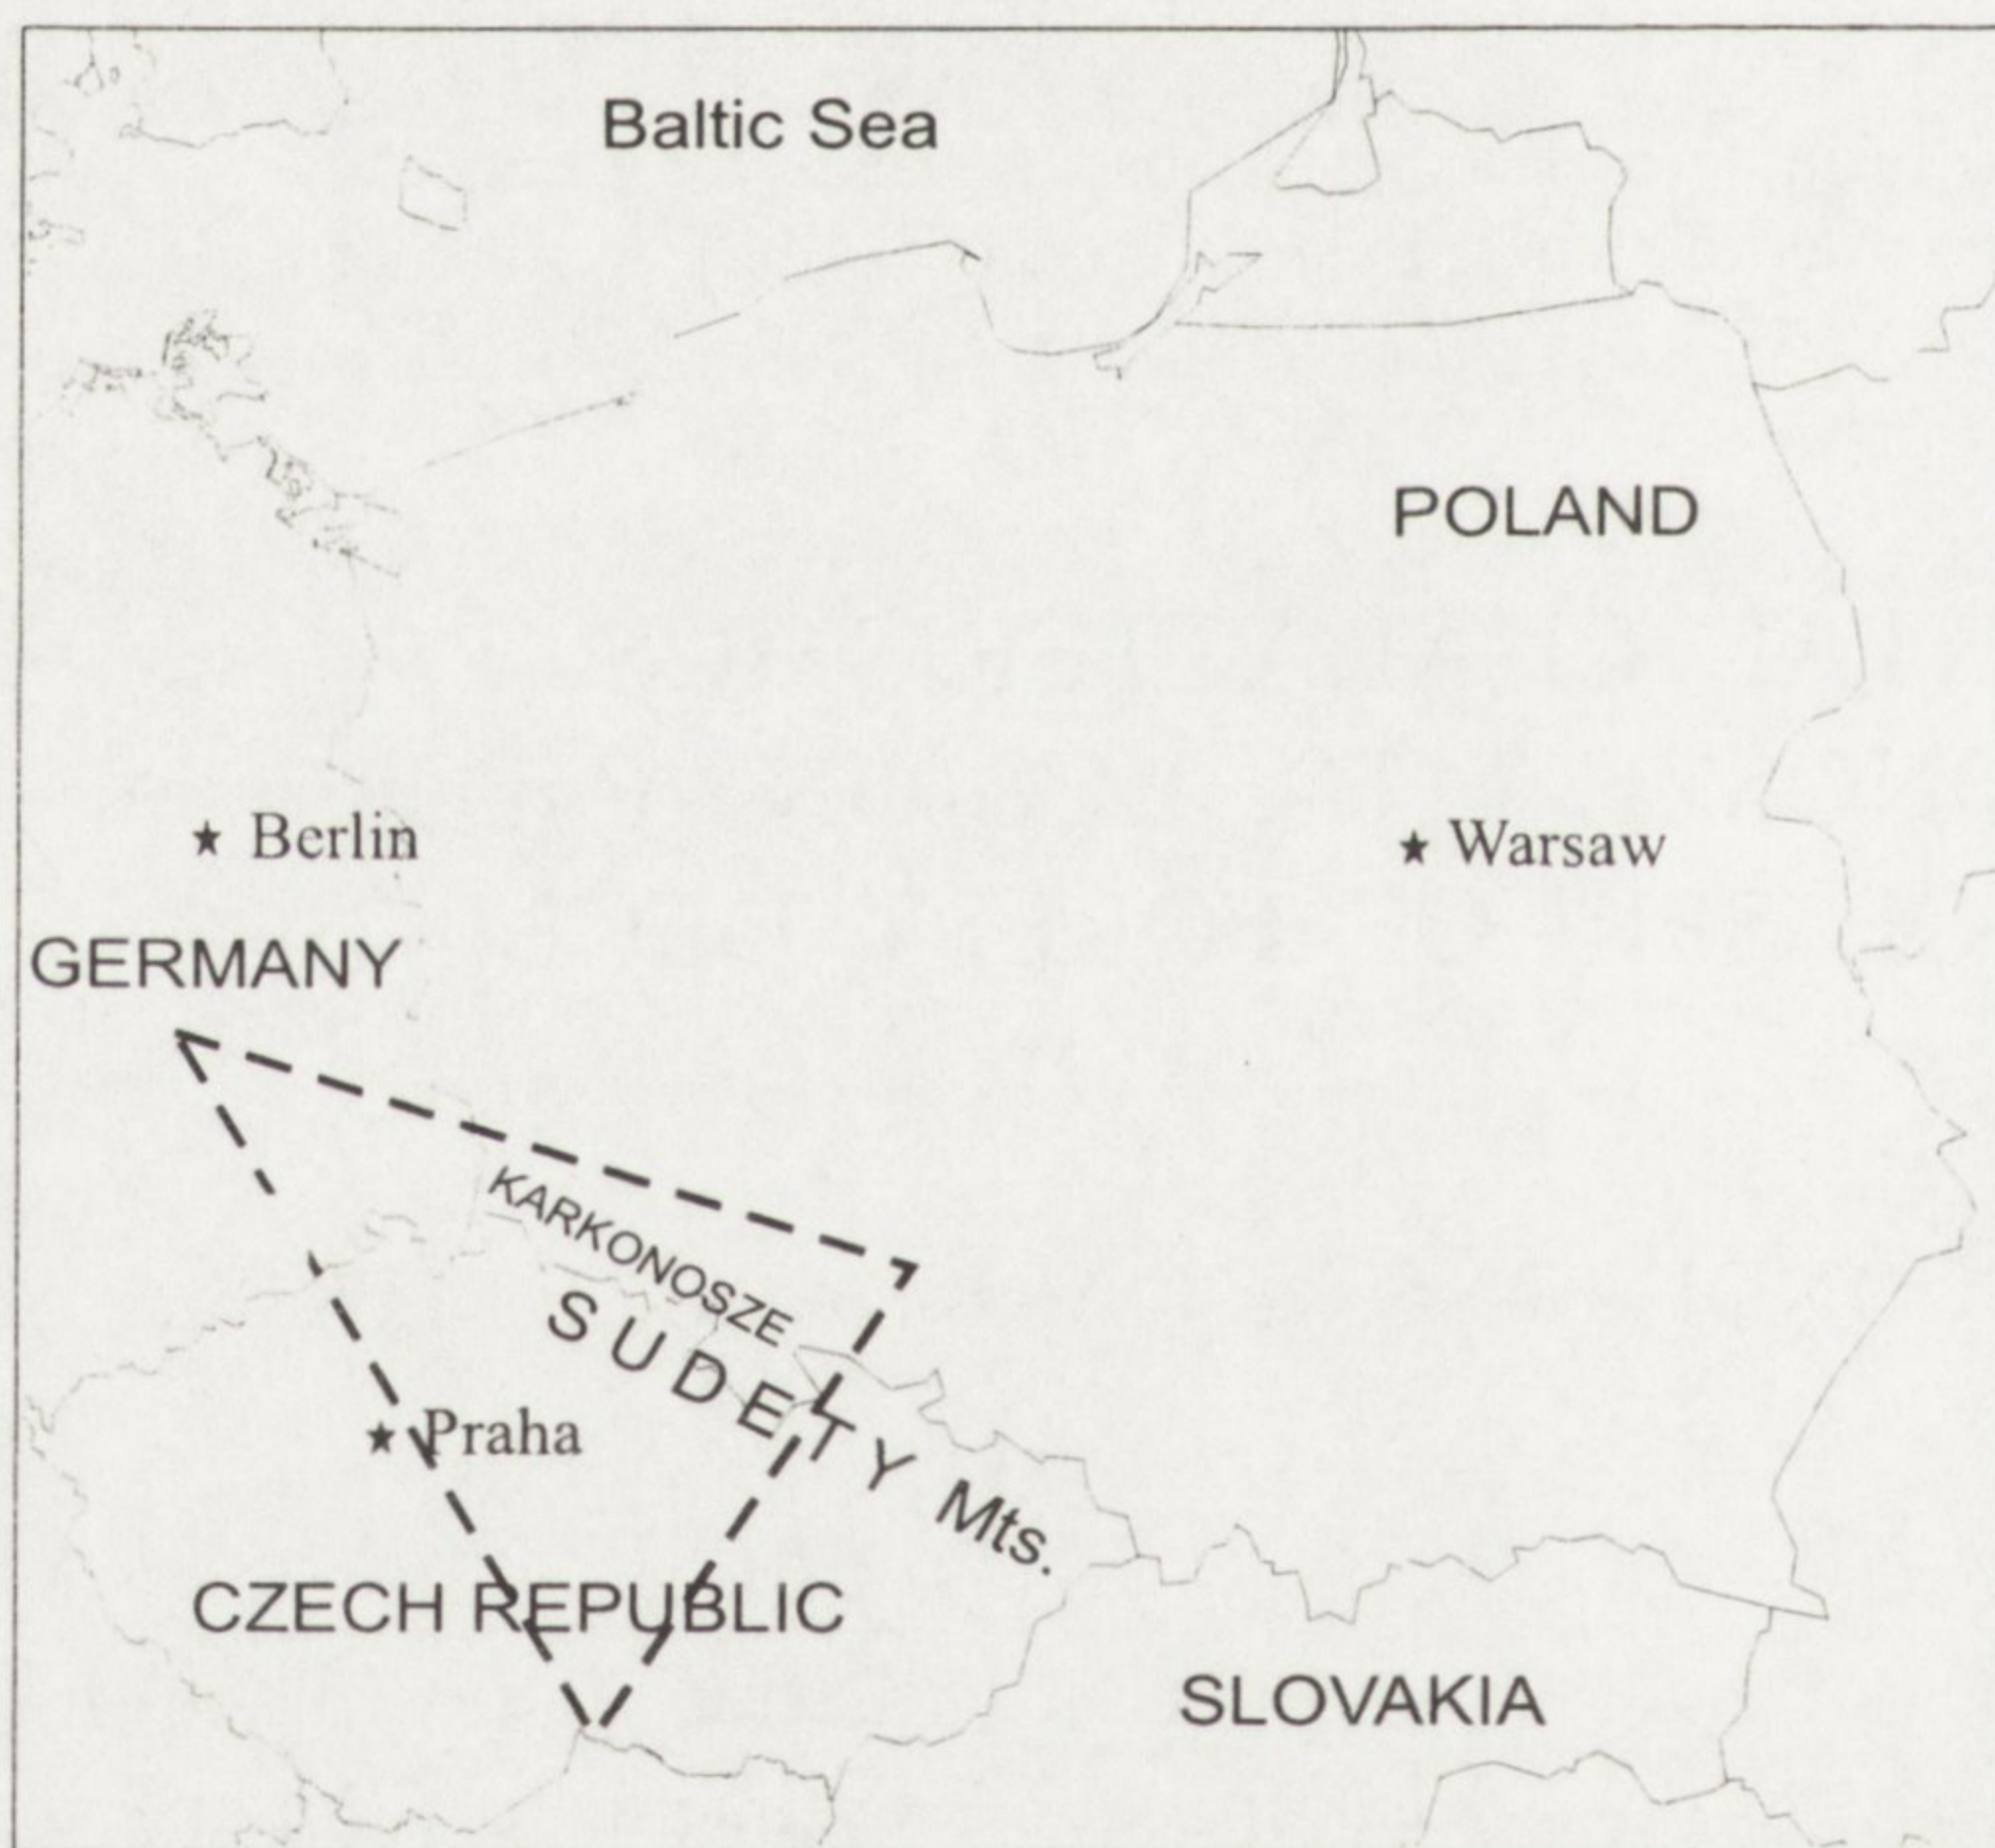 Baltic Sea
POLAND
Berlin
Warsaw
GERMANY
KARKONOSZE
SUDETY Mts.
Praha
CZECH REPUBLIC
SLOVAKIA